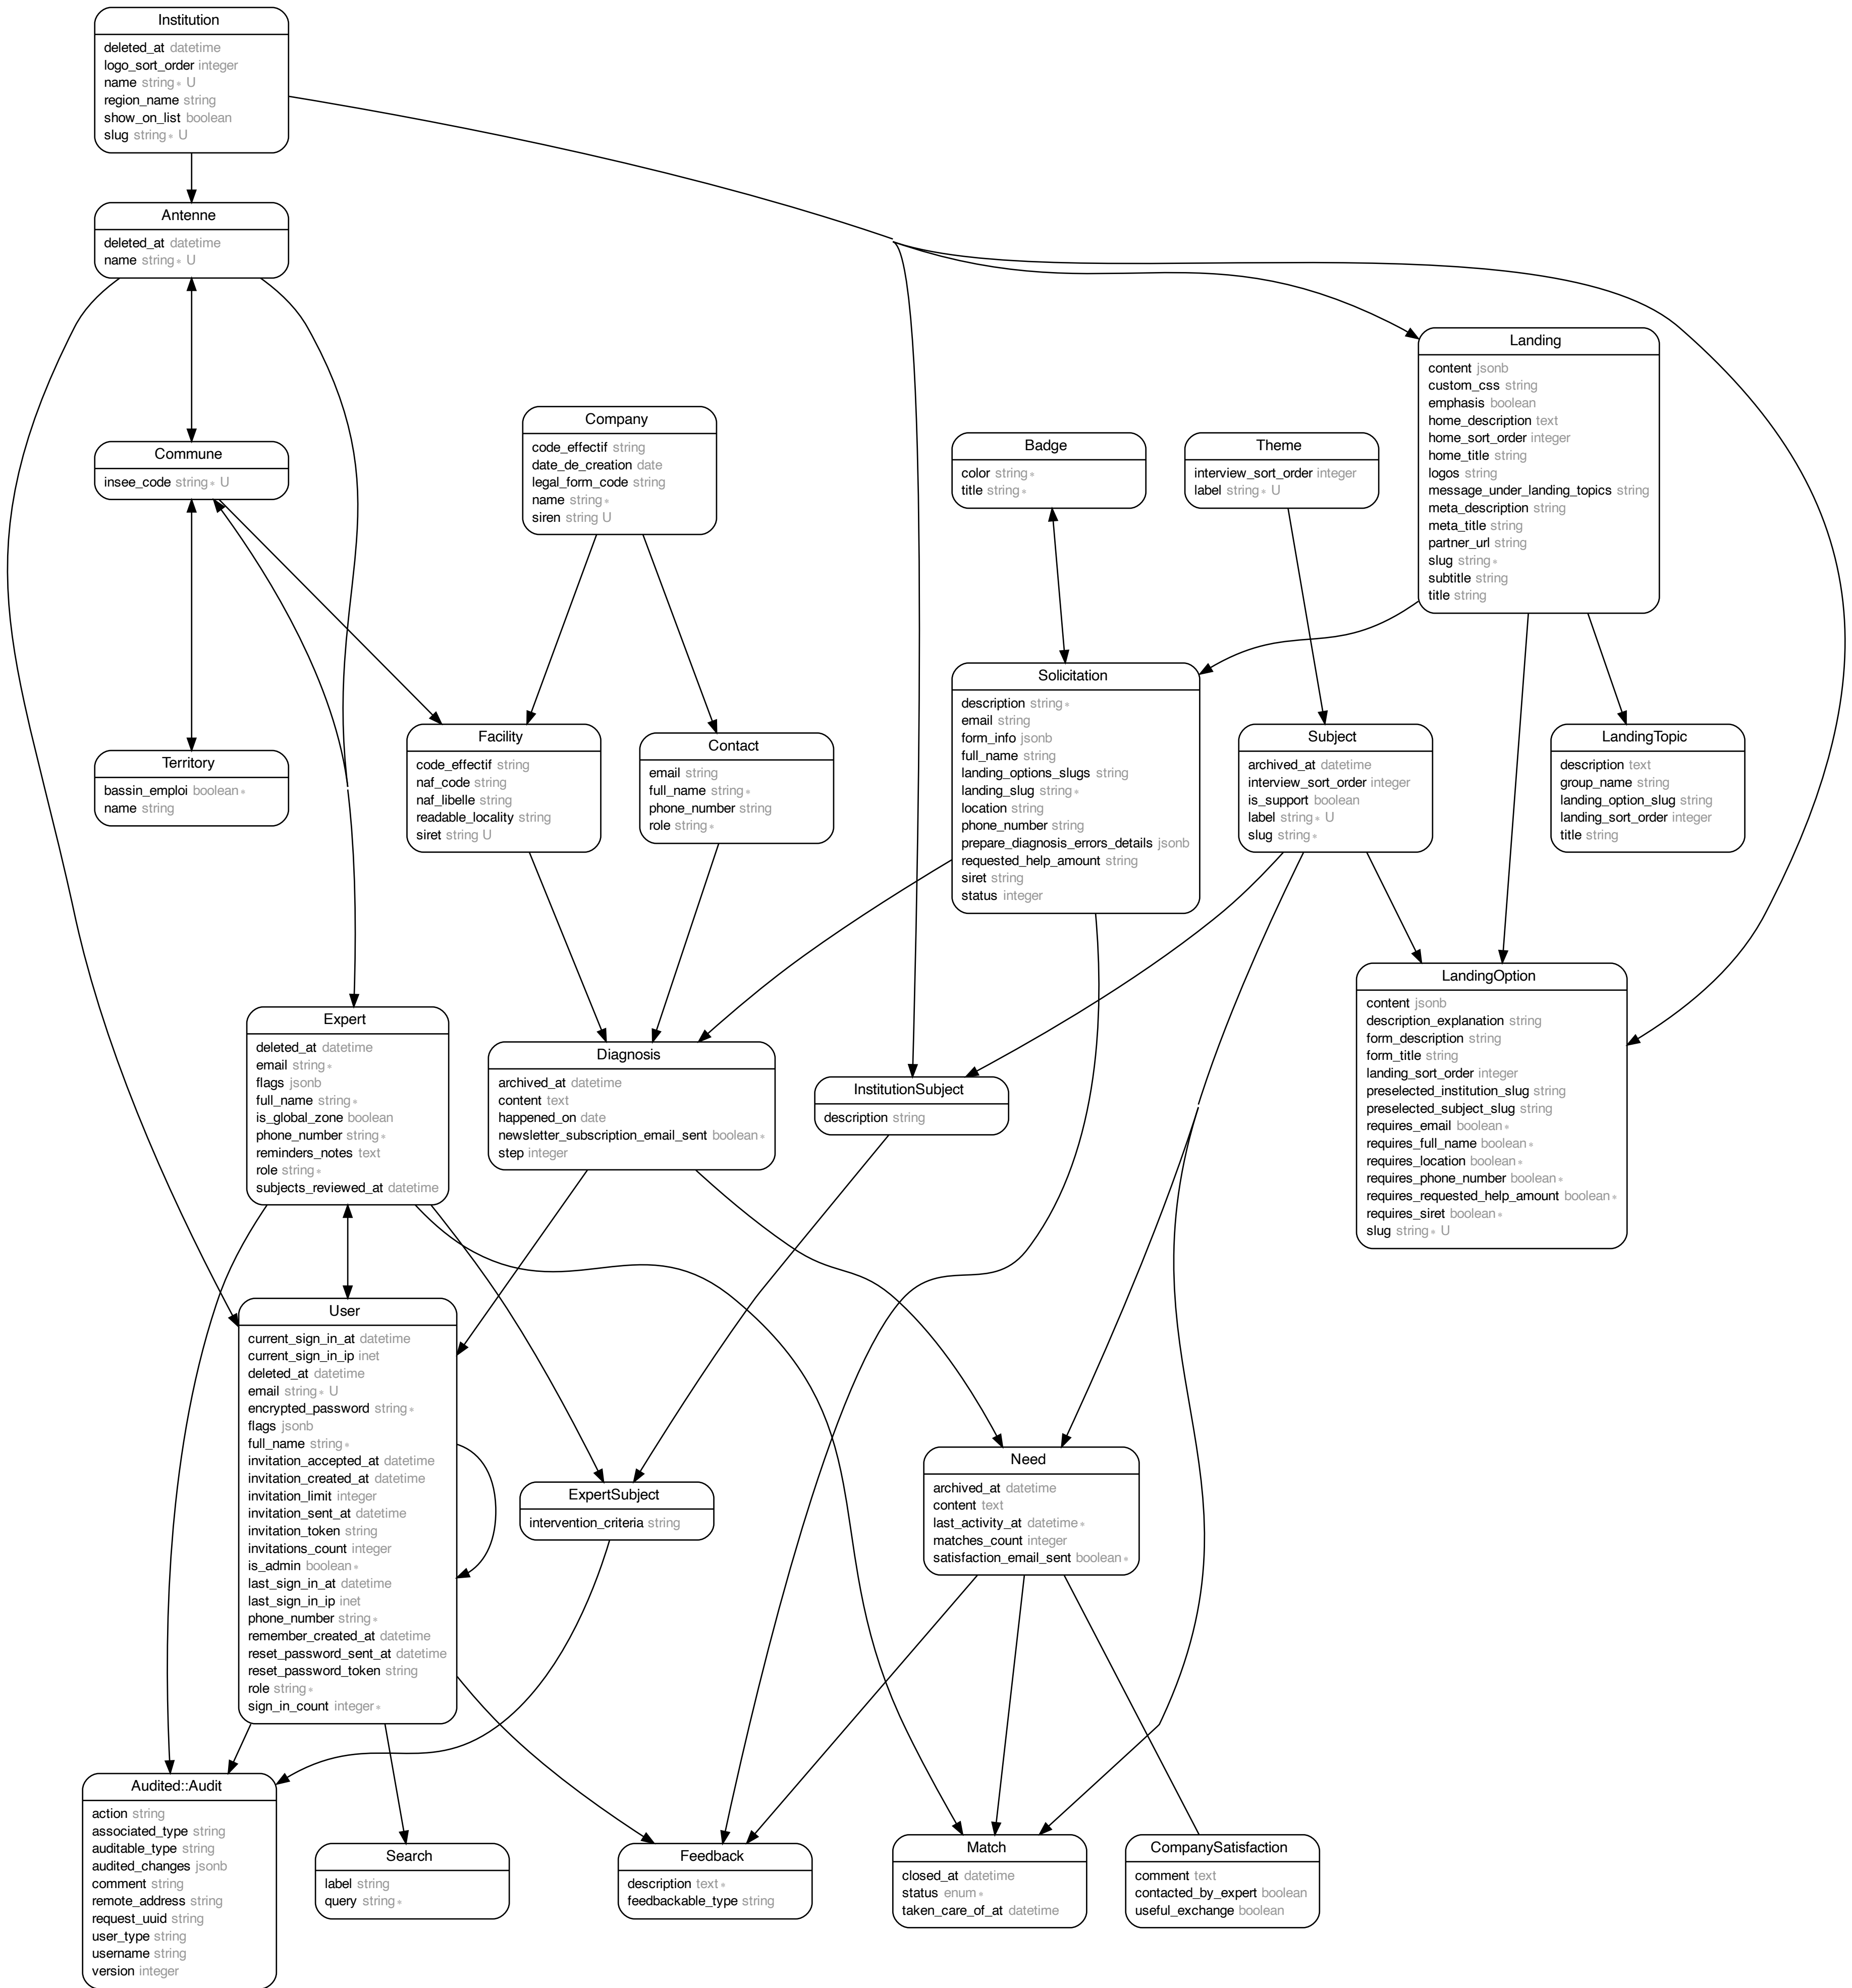 Institution
deleted_at datetime
logo_sort_order integer
name string∗ U
region_name string
show_on_list boolean
slug string∗ U
Antenne
deleted_at datetime
name string∗ U
Landing
content jsonb
custom_css string
emphasis boolean
home_description text
home_sort_order integer
home_title string
logos string
message_under_landing_topics string
meta_description string
meta_title string
partner_url string
slug string∗
subtitle string
title string
Company
code_effectif string
date_de_creation date
legal_form_code string
name string∗
siren string U
Badge
color string∗
title string∗
Theme
interview_sort_order integer
label string∗ U
Commune
insee_code string∗ U
Solicitation
description string∗
email string
form_info jsonb
full_name string
landing_options_slugs string
landing_slug string∗
location string
phone_number string
prepare_diagnosis_errors_details jsonb
requested_help_amount string
siret string
status integer
Facility
code_effectif string
naf_code string
naf_libelle string
readable_locality string
siret string U
Contact
email string
full_name string∗
phone_number string
role string∗
Subject
archived_at datetime
interview_sort_order integer
is_support boolean
label string∗ U
slug string∗
LandingTopic
description text
group_name string
landing_option_slug string
landing_sort_order integer
title string
Territory
bassin_emploi boolean∗
name string
LandingOption
content jsonb
description_explanation string
form_description string
form_title string
landing_sort_order integer
preselected_institution_slug string
preselected_subject_slug string
requires_email boolean∗
requires_full_name boolean∗
requires_location boolean∗
requires_phone_number boolean∗
requires_requested_help_amount boolean∗
requires_siret boolean∗
slug string∗ U
Expert
deleted_at datetime
email string∗
flags jsonb
full_name string∗
is_global_zone boolean
phone_number string∗
reminders_notes text
role string∗
subjects_reviewed_at datetime
Diagnosis
archived_at datetime
content text
happened_on date
newsletter_subscription_email_sent boolean∗
step integer
InstitutionSubject
description string
User
current_sign_in_at datetime
current_sign_in_ip inet
deleted_at datetime
email string∗ U
encrypted_password string∗
flags jsonb
full_name string∗
invitation_accepted_at datetime
invitation_created_at datetime
invitation_limit integer
invitation_sent_at datetime
invitation_token string
invitations_count integer
is_admin boolean∗
last_sign_in_at datetime
last_sign_in_ip inet
phone_number string∗
remember_created_at datetime
reset_password_sent_at datetime
reset_password_token string
role string∗
sign_in_count integer∗
ExpertSubject
intervention_criteria string
Need
archived_at datetime
content text
last_activity_at datetime∗
matches_count integer
satisfaction_email_sent boolean∗
Audited::Audit
action string
associated_type string
auditable_type string
audited_changes jsonb
comment string
remote_address string
request_uuid string
user_type string
username string
version integer
Search
label string
query string∗
Feedback
description text∗
feedbackable_type string
Match
closed_at datetime
status enum∗
taken_care_of_at datetime
CompanySatisfaction
comment text
contacted_by_expert boolean
useful_exchange boolean